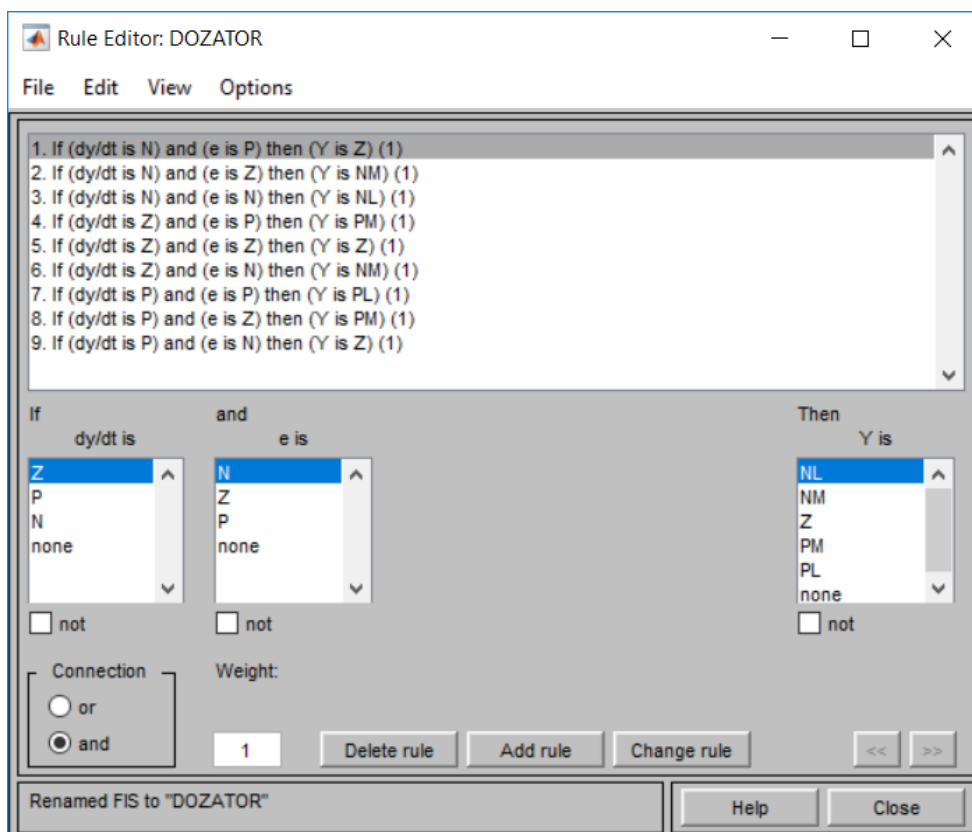 Rule Editor: DOZATOR
File Edit View Options
1. If (dy/dt is N) and (e is P) then (Y is Z) (1)
2. If (dy/dt is N) and (e is Z) then (Y is NM) (1)
3. If (dy/dt is N) and (e is N) then (Y is NL) (1)
4. If (dy/dt is Z) and (e is P) then (Y is PM) (1)
5. If (dy/dt is Z) and (e is Z) then (Y is Z) (1)
6. If (dy/dt is Z) and (e is N) then (Y is NM) (1)
7. If (dy/dt is P) and (e is P) then (Y is PL) (1)
8. If (dy/dt is P) and (e is Z) then (Y is PM) (1)
9. If (dy/dt is P) and (e is N) then (Y is Z) (1)
If and Then
dy/dt is e is Y is
Z N NL
P Z NM
N P Z
none none PM
PL
none
not not not
Connection Weight:
or
and 1 Delete rule Add rule Change rule << >>
Renamed FIS to "DOZATOR" Help Close